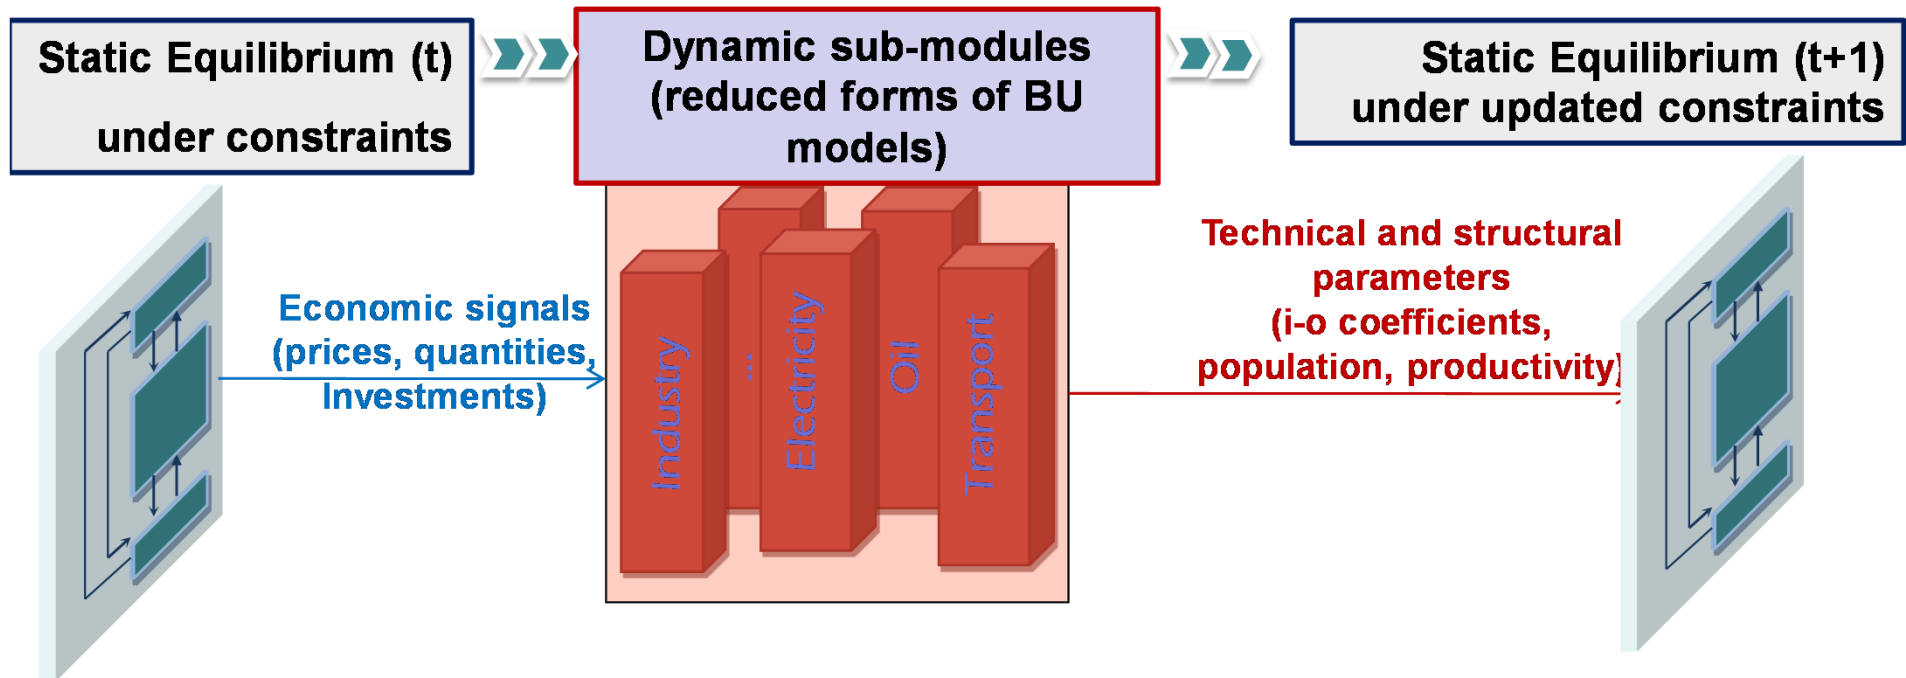 Static Equilibrium (t)
under constraints
Dynamic sub-modules
(reduced forms of BU
models)
Static Equilibrium (t+1)
under updated constraints
Economic signals
(prices, quantities,
Investments)
Industry
...
Electricity
Oil
Transport
Technical and structural
parameters
(i-o coefficients,
population, productivity)